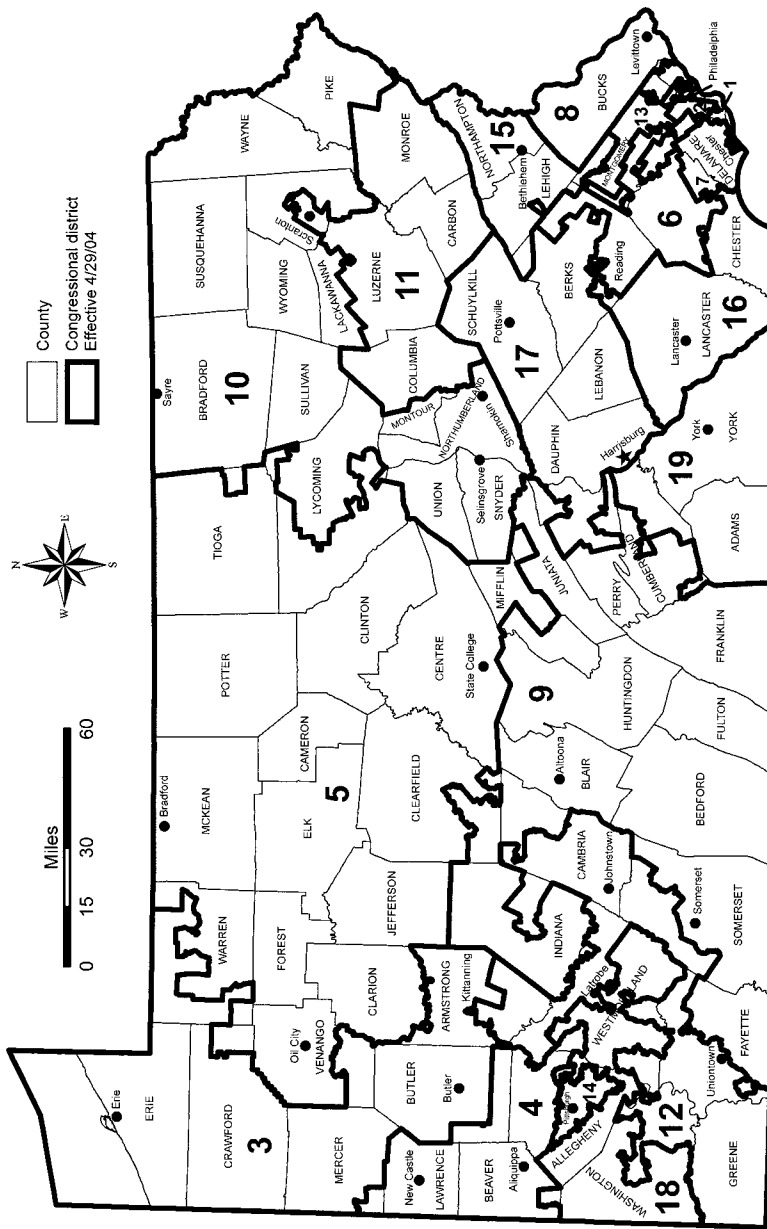 County
Congressional district
Effective 4/29/04
N
E
S
W
Miles
0
15
30
60
Erie
ERIE
CRAWFORD
3
MERCER
WARREN
FOREST
Oil City
VENANGO
CLARION
BUTLER
Butler
ARMSTRONG
Kittanning
New Castle
LAWRENCE
BEAVER
Aliquippa
4
ALLEGHENY
14
WASHINGTON
18
12
GREENE
Uniontown
FAYETTE
Latrobe
WESTMORELAND
INDIANA
CAMBRIA
Johnstown
Somerset
SOMERSET
Bradford
MCKEAN
POTTER
TIOGA
ELK
CAMERON
5
JEFFERSON
CLEARFIELD
CLINTON
CENTRE
State College
Altoona
BLAIR
9
HUNTINGDON
BEDFORD
FULTON
FRANKLIN
MIFFLIN
JUNIATA
PERRY
CUMBERLAND
ADAMS
19
York
YORK
Harrisburg
DAUPHIN
LEBANON
Sayre
BRADFORD
10
SULLIVAN
LYCOMING
UNION
Selinsgrove
SNYDER
MONTOUR
NORTHUMBERLAND
Shamokin
COLUMBIA
SUSQUEHANNA
WYOMING
LACKAWANNA
Scranton
WAYNE
PIKE
LUZERNE
11
MONROE
CARBON
SCHUYLKILL
Pottsville
17
BERKS
Reading
NORTHAMPTON
15
Bethlehem
LEHIGH
8
BUCKS
Levittown
MONTGOMERY
13
Philadelphia
2
1
DELAWARE
Chester
7
6
CHESTER
Lancaster
LANCASTER
16